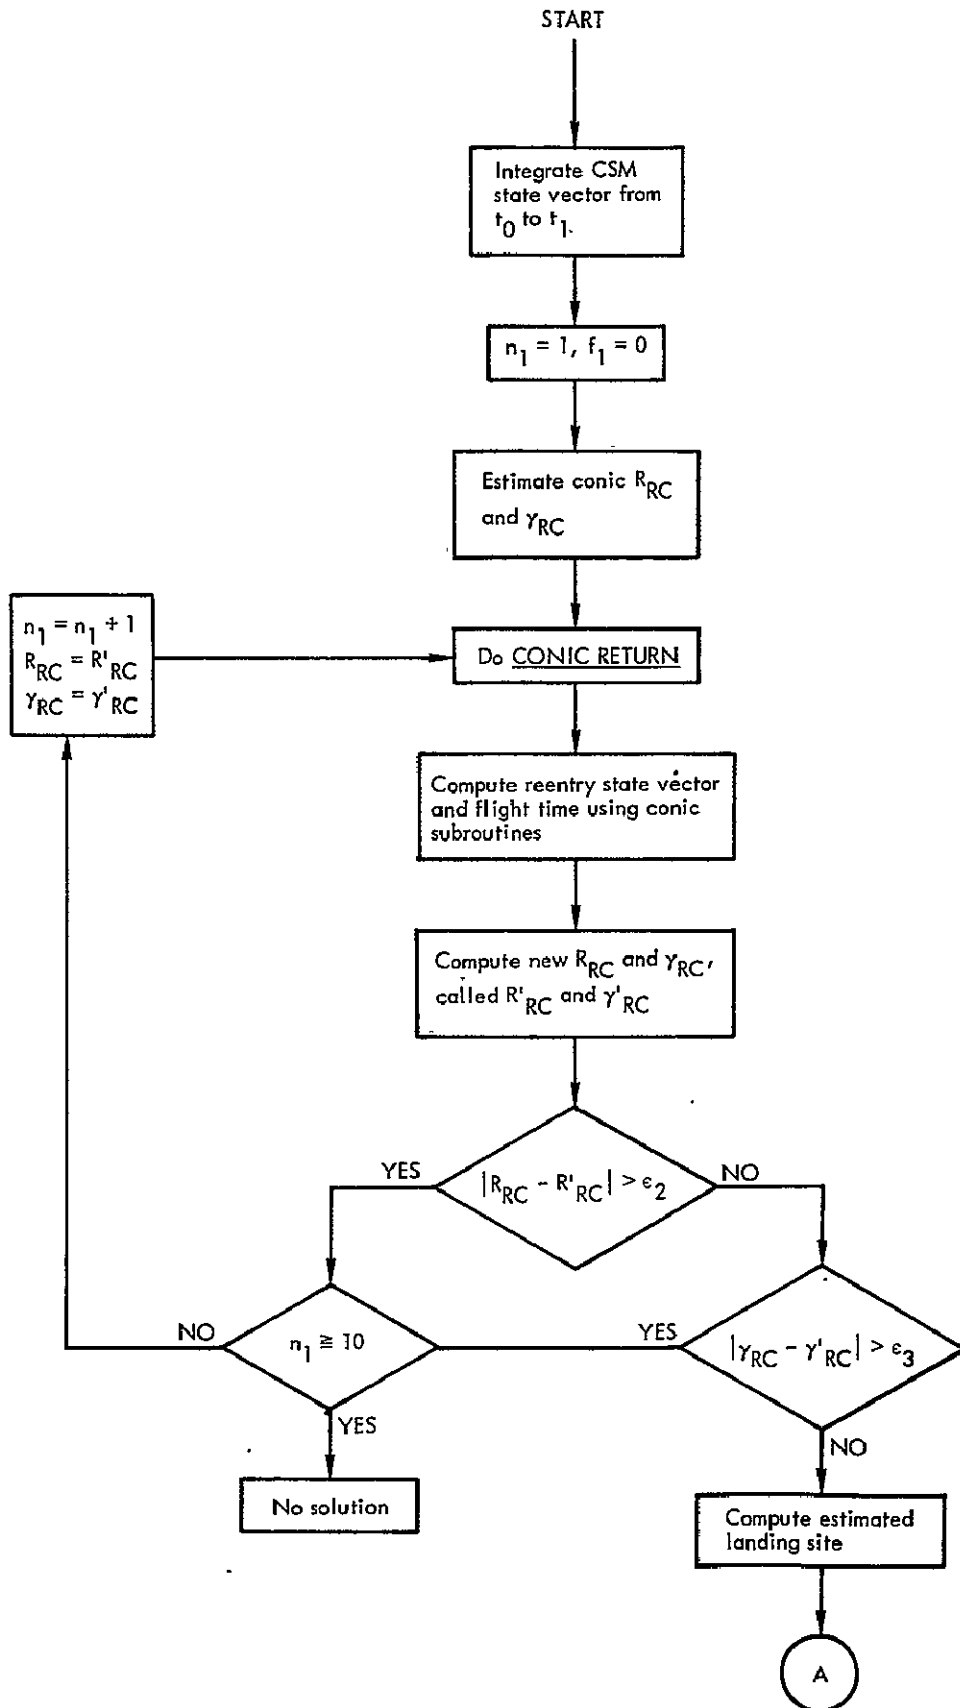 START
Integrate CSM
state vector from
t0 to t1.
n1 = 1, f1 = 0
Estimate conic RRC
and γRC
n1 = n1 + 1
RRC = R'RC
γRC = γ'RC
Do CONIC RETURN
Compute reentry state vector
and flight time using conic
subroutines
Compute new RRC and γRC,
called R'RC and γ'RC
YES
|RRC - R'RC| > ε2
NO
NO
n1 ≧ 10
YES
|γRC - γ'RC| > ε3
YES
NO
No solution
Compute estimated
landing site
A